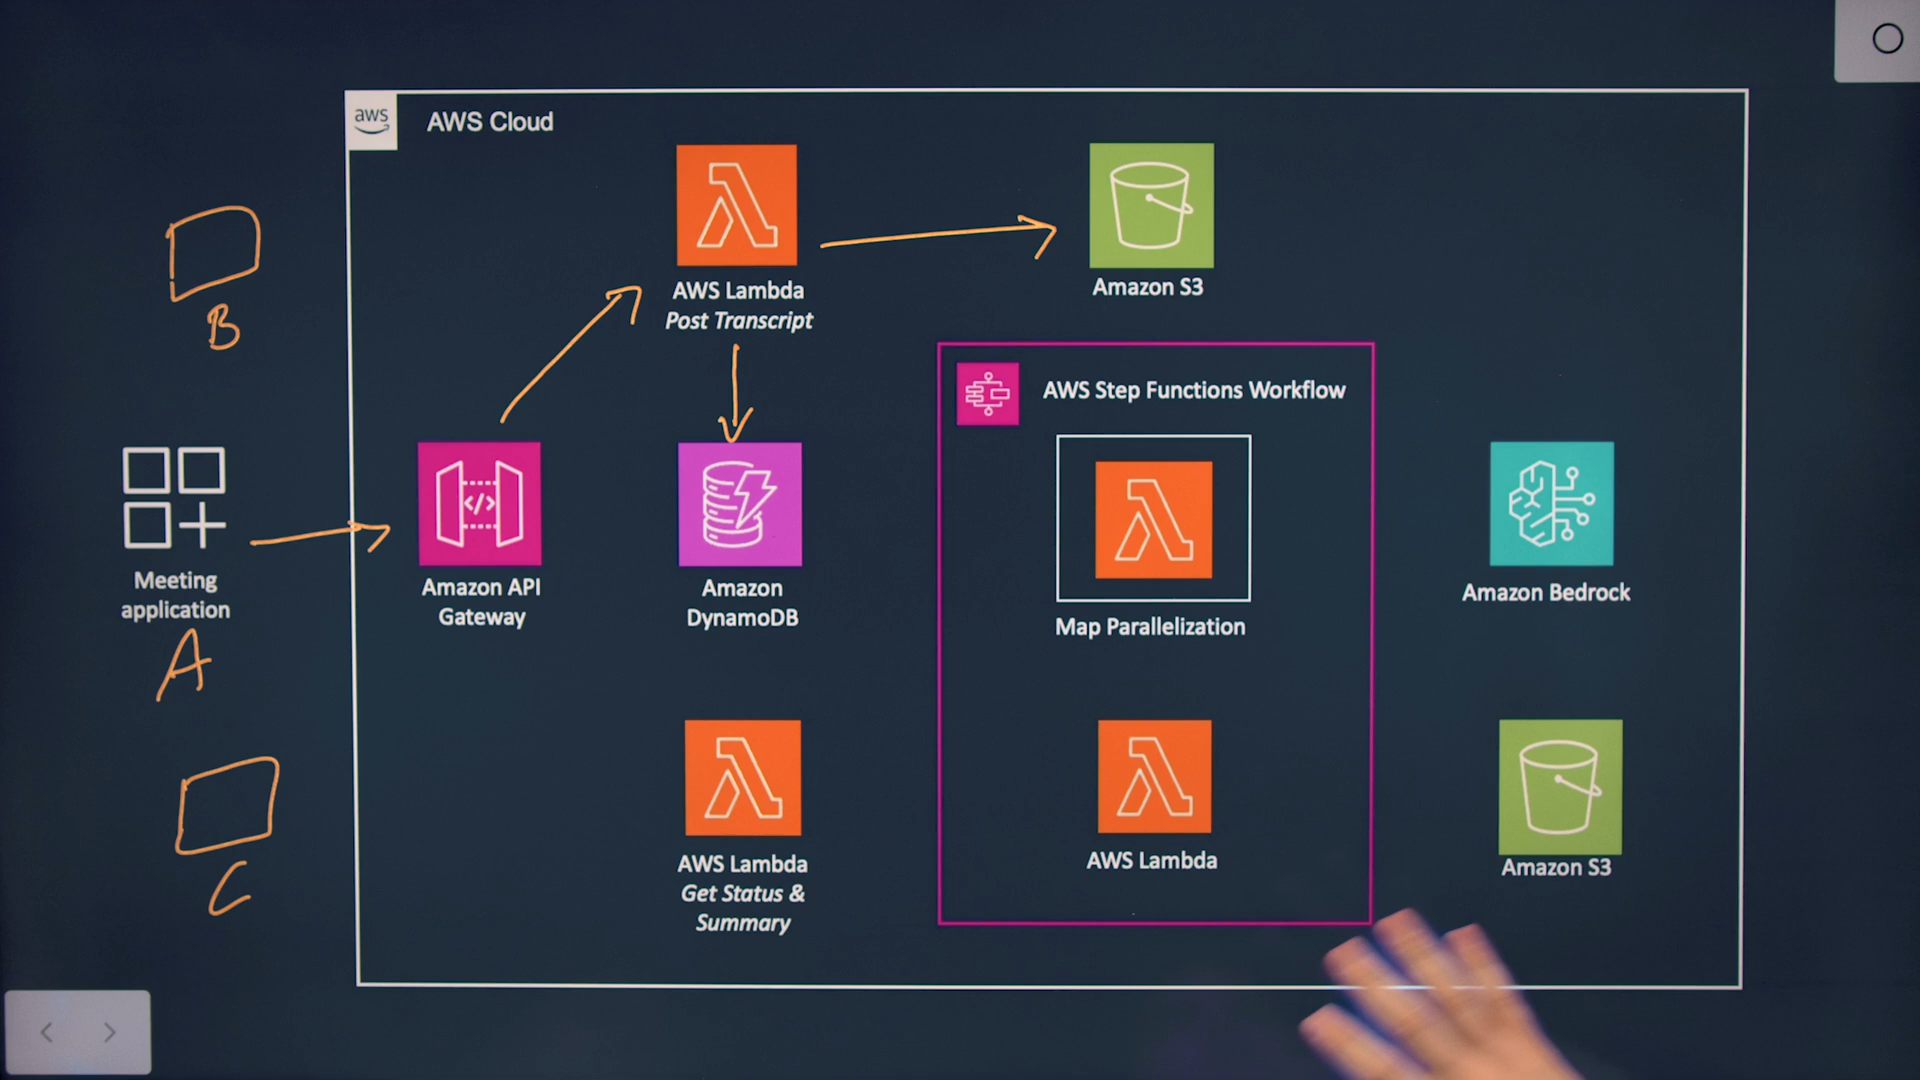 aws
AWS Cloud
AWS Lambda
Post Transcript
Amazon S3
B
AWS Step Functions Workflow
</>
Meeting
application
A
Amazon API
Gateway
Amazon
DynamoDB
Map Parallelization
Amazon Bedrock
C
AWS Lambda
Get Status &
Summary
AWS Lambda
Amazon S3